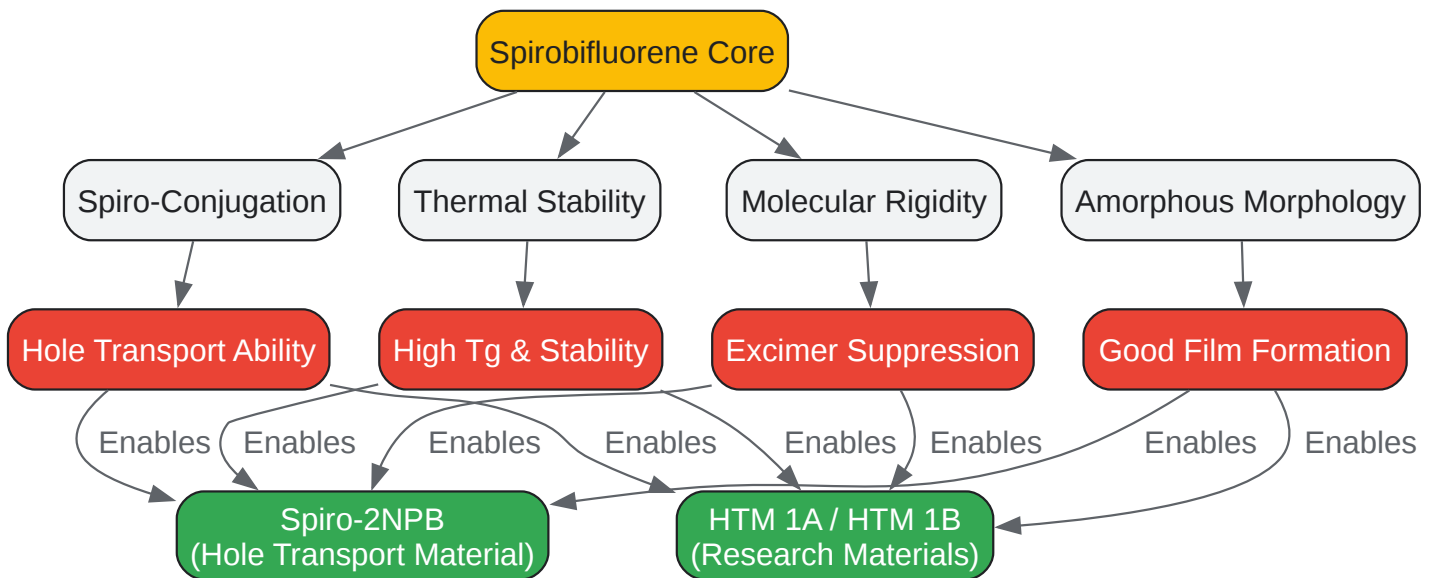 Spirobifluorene Core
Spiro-Conjugation
Thermal Stability
Molecular Rigidity
Amorphous Morphology
Hole Transport Ability
High Tg & Stability
Excimer Suppression
Good Film Formation
Enables
Enables
Enables
Enables
Enables
Enables
Enables
Enables
Spiro-2NPB
(Hole Transport Material)
HTM 1A / HTM 1B
(Research Materials)